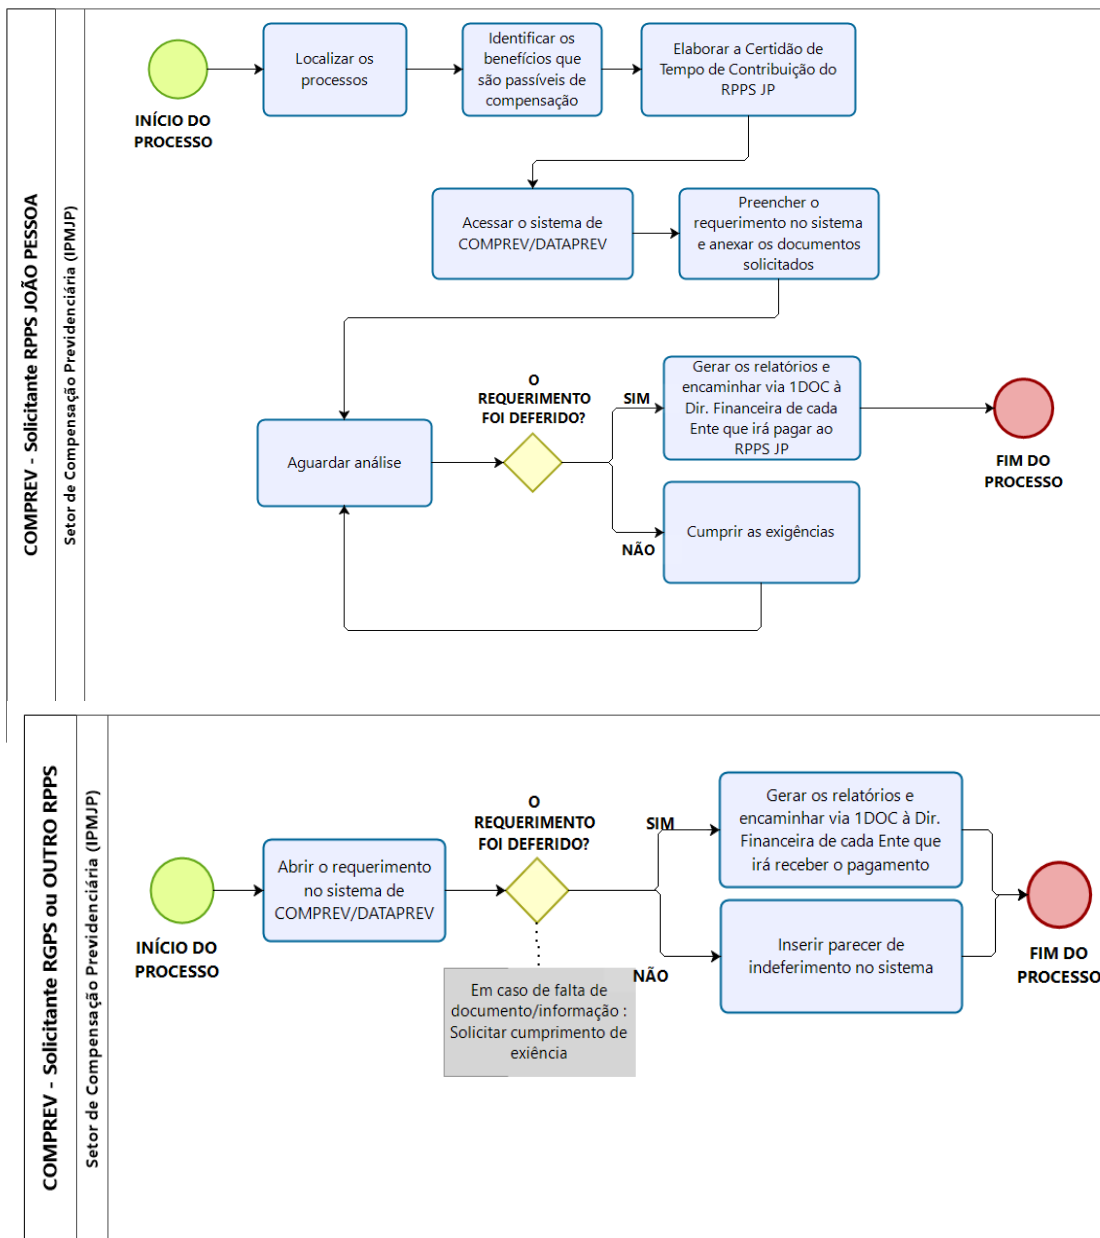 COMPREV - Solicitante RPPS JOÃO PESSOA
Setor de Compensação Previdenciária (IPMJP)
INÍCIO DO
PROCESSO
Localizar os
processos
Identificar os
benefícios que
são passíveis de
compensação
Elaborar a Certidão de
Tempo de Contribuição do
RPPS JP
Acessar o sistema de
COMPREV/DATAPREV
Preencher o
requerimento no sistema
e anexar os documentos
solicitados
Aguardar análise
O
REQUERIMENTO
FOI DEFERIDO?
SIM
Gerar os relatórios e
encaminhar via 1DOC à
Dir. Financeira de cada
Ente que irá pagar ao
RPPS JP
FIM DO
PROCESSO
NÃO
Cumprir as exigências
COMPREV - Solicitante RGPS ou OUTRO RPPS
Setor de Compensação Previdenciária (IPMJP)
INÍCIO DO
PROCESSO
Abrir o requerimento
no sistema de
COMPREV/DATAPREV
O
REQUERIMENTO
FOI DEFERIDO?
Em caso de falta de
documento/informação :
Solicitar cumprimento de
exiência
SIM
Gerar os relatórios e
encaminhar via 1DOC à Dir.
Financeira de cada Ente que
irá receber o pagamento
NÃO
Inserir parecer de
indeferimento no sistema
FIM DO
PROCESSO